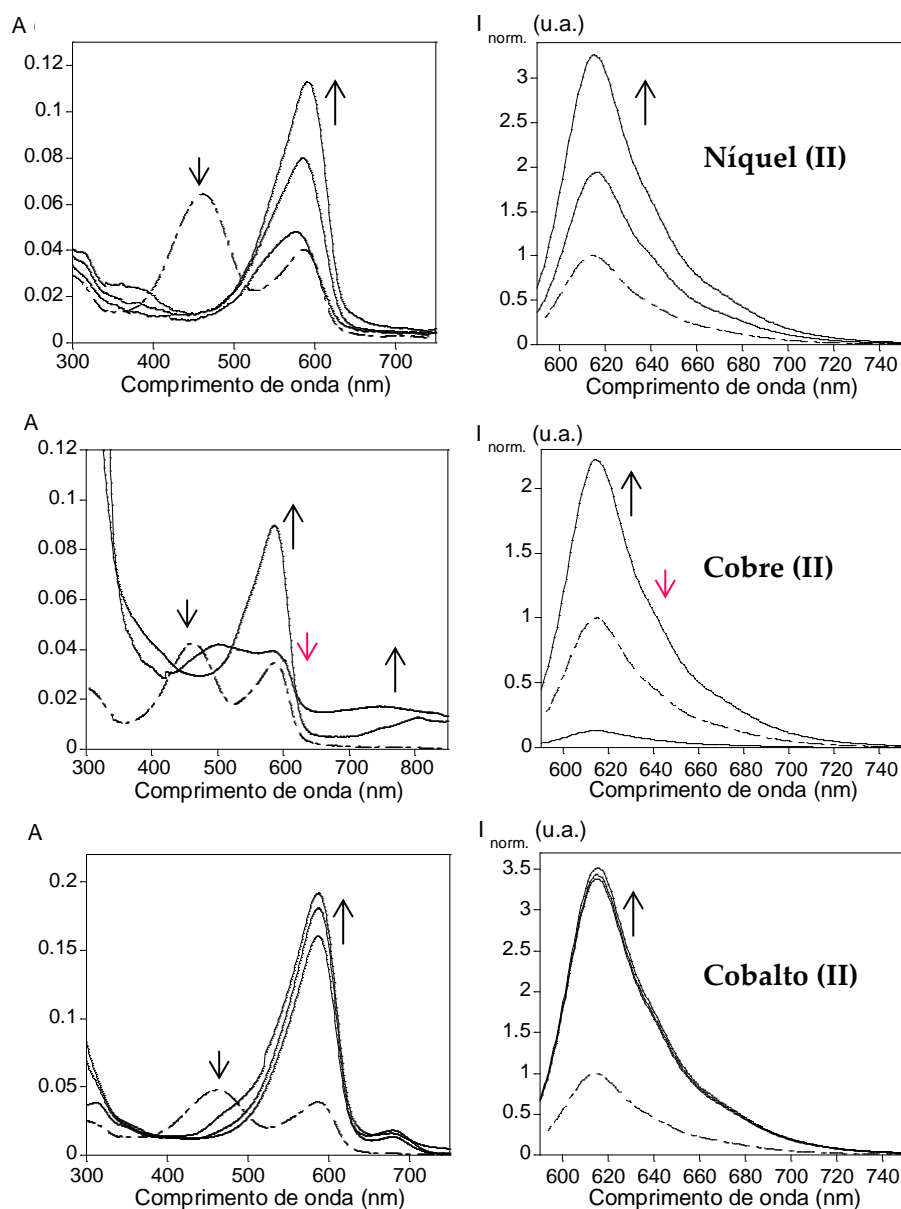 A (
0.12
0.1
0.08
0.06
0.04
0.02
0
300 400 500 600 700
Comprimento de onda (nm)
I norm. (u.a.)
3
2.5
2
1.5
1
0.5
0
600 620 640 660 680 700 720 740
Comprimento de onda (nm)
Níquel (II)
A
0.12
0.1
0.08
0.06
0.04
0.02
0
300 400 500 600 700 800
Comprimento de onda (nm)
I norm. (u.a.)
2
1.5
1
0.5
0
600 620 640 660 680 700 720 740
Comprimento de onda (nm)
Cobre (II)
A
0.2
0.15
0.1
0.05
0
300 400 500 600 700
Comprimento de onda (nm)
I norm. (u.a.)
3.5
3
2.5
2
1.5
1
0.5
0
600 620 640 660 680 700 720 740
Comprimento de onda (nm)
Cobalto (II)